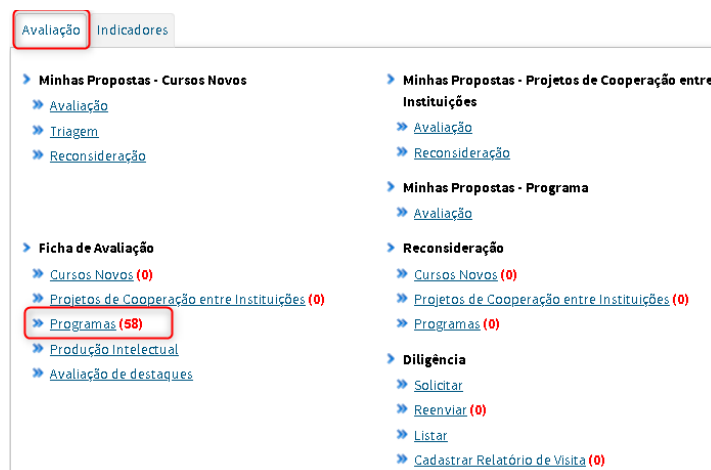 Avaliação Indicadores
Minhas Propostas - Cursos Novos
Avaliação
Triagem
Reconsideração
Minhas Propostas - Projetos de Cooperação entre
Instituições
Avaliação
Reconsideração
Minhas Propostas - Programa
Avaliação
Ficha de Avaliação
Cursos Novos (0)
Projetos de Cooperação entre Instituições (0)
Programas (58)
Produção Intelectual
Avaliação de destaques
Reconsideração
Cursos Novos (0)
Projetos de Cooperação entre Instituições (0)
Programas (0)
Diligência
Solicitar
Reenviar (0)
Listar
Cadastrar Relatório de Visita (0)